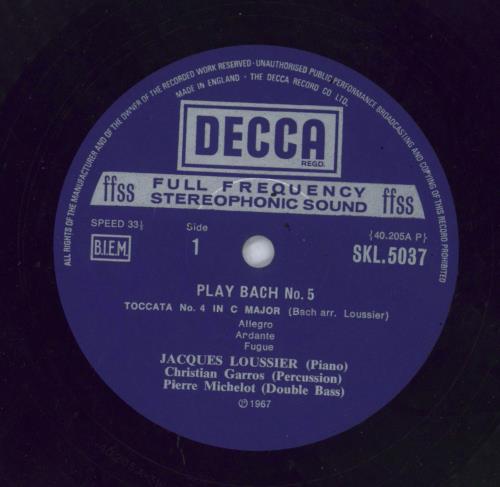 ALL RIGHTS OF THE MANUFACTURER AND OF THE OWNER OF THE RECORDED WORK RESERVED · UNAUTHORISED PUBLIC PERFORMANCE BROADCASTING AND COPYING OF THIS RECORD PROHIBITED
MADE IN ENGLAND · THE DECCA RECORD CO LTD.
DECCA
REGD.
ffss FULL FREQUENCY STEREOPHONIC SOUND ffss
SPEED 33⅓
Side
1
{40.205A P}
B.I.E.M.
SKL.5037
PLAY BACH No. 5
TOCCATA No. 4 IN C MAJOR (Bach arr. Loussier)
Allegro
Andante
Fugue
JACQUES LOUSSIER (Piano)
Christian Garros (Percussion)
Pierre Michelot (Double Bass)
℗1967